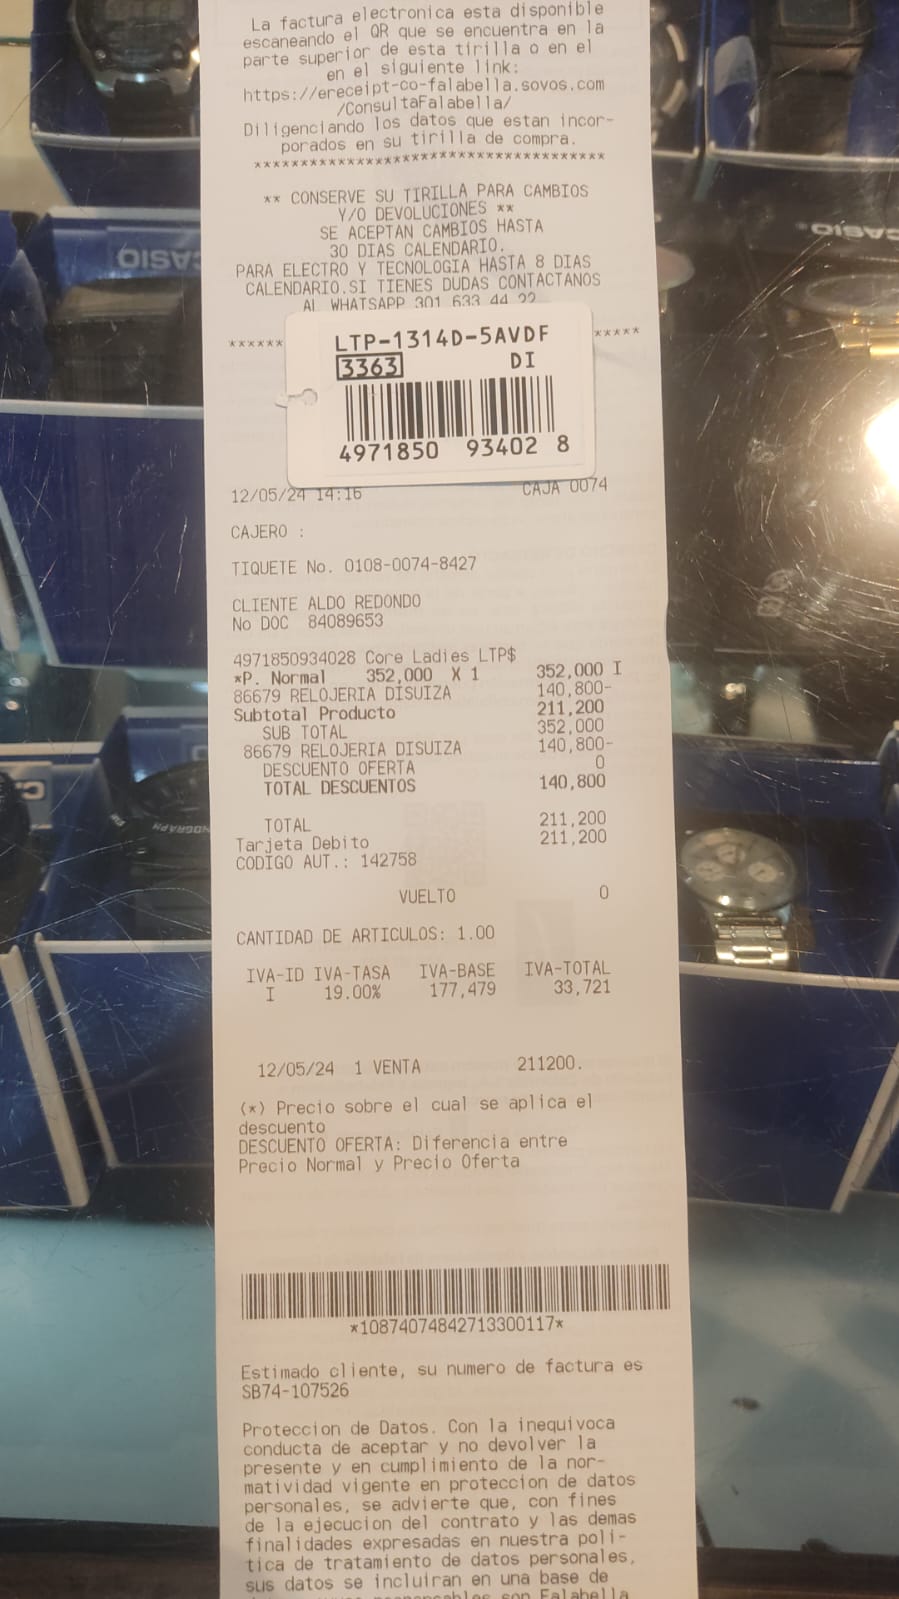 La factura electronica esta disponible
escaneando el QR que se encuentra en la
parte superior de esta tirilla o en el
en el siguiente link:
https://ereceipt-co-falabella.sovos.com
/ConsultaFalabella/
Diligenciando los datos que estan incor-
porados en su tirilla de compra.
**************************************
** CONSERVE SU TIRILLA PARA CAMBIOS
Y/O DEVOLUCIONES **
SE ACEPTAN CAMBIOS HASTA
30 DIAS CALENDARIO.
PARA ELECTRO Y TECNOLOGIA HASTA 8 DIAS
CALENDARIO.SI TIENES DUDAS CONTACTANOS
AL WHATSAPP 301 633 44 22
****** *****
LTP-1314D-5AVDF
3363 DI
4971850 93402 8
12/05/24 14:16 CAJA 0074
CAJERO :
TIQUETE No. 0108-0074-8427
CLIENTE ALDO REDONDO
No DOC 84089653
4971850934028 Core Ladies LTP$
*P. Normal 352,000 X 1 352,000 I
86679 RELOJERIA DISUIZA 140,800-
Subtotal Producto 211,200
SUB TOTAL 352,000
86679 RELOJERIA DISUIZA 140,800-
DESCUENTO OFERTA 0
TOTAL DESCUENTOS 140,800
TOTAL 211,200
Tarjeta Debito 211,200
CODIGO AUT.: 142758
VUELTO 0
CANTIDAD DE ARTICULOS: 1.00
IVA-ID IVA-TASA IVA-BASE IVA-TOTAL
I 19.00% 177,479 33,721
12/05/24 1 VENTA 211200.
(*) Precio sobre el cual se aplica el
descuento
DESCUENTO OFERTA: Diferencia entre
Precio Normal y Precio Oferta
*10874074842713300117*
Estimado cliente, su numero de factura es
SB74-107526
Proteccion de Datos. Con la inequivoca
conducta de aceptar y no devolver la
presente y en cumplimiento de la nor-
matividad vigente en proteccion de datos
personales, se advierte que, con fines
de la ejecucion del contrato y las demas
finalidades expresadas en nuestra poli-
tica de tratamiento de datos personales,
sus datos se incluiran en una base de
son Falabella
CASIO
CASIO